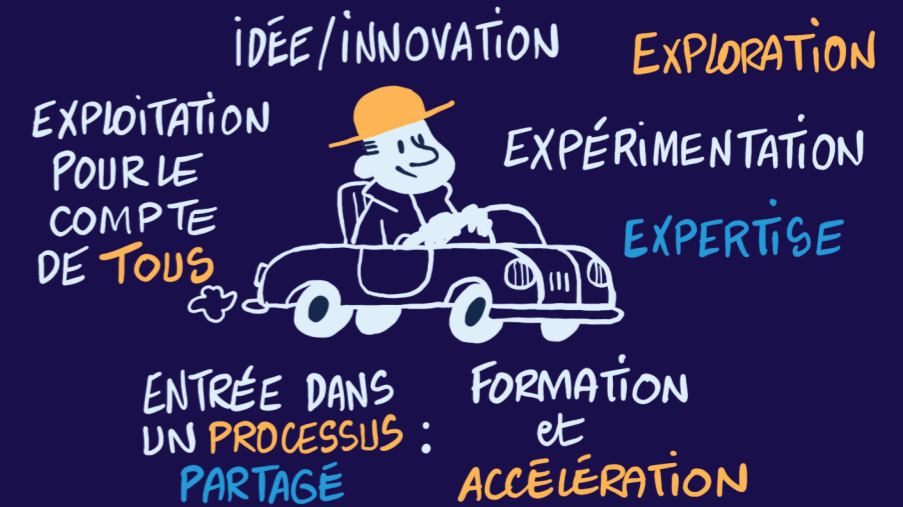 iDÉE/iNNOVATiON
EXPLORATiON
EXPÉRiMENTATiON
EXPERTiSE
FORMATiON
et
ACCÉLÉRATiON
ENTRÉE DANS
UN PROCESSUS :
PARTAGÉ
EXPLOiTATiON
POUR LE
COMPTE
DE TOUS